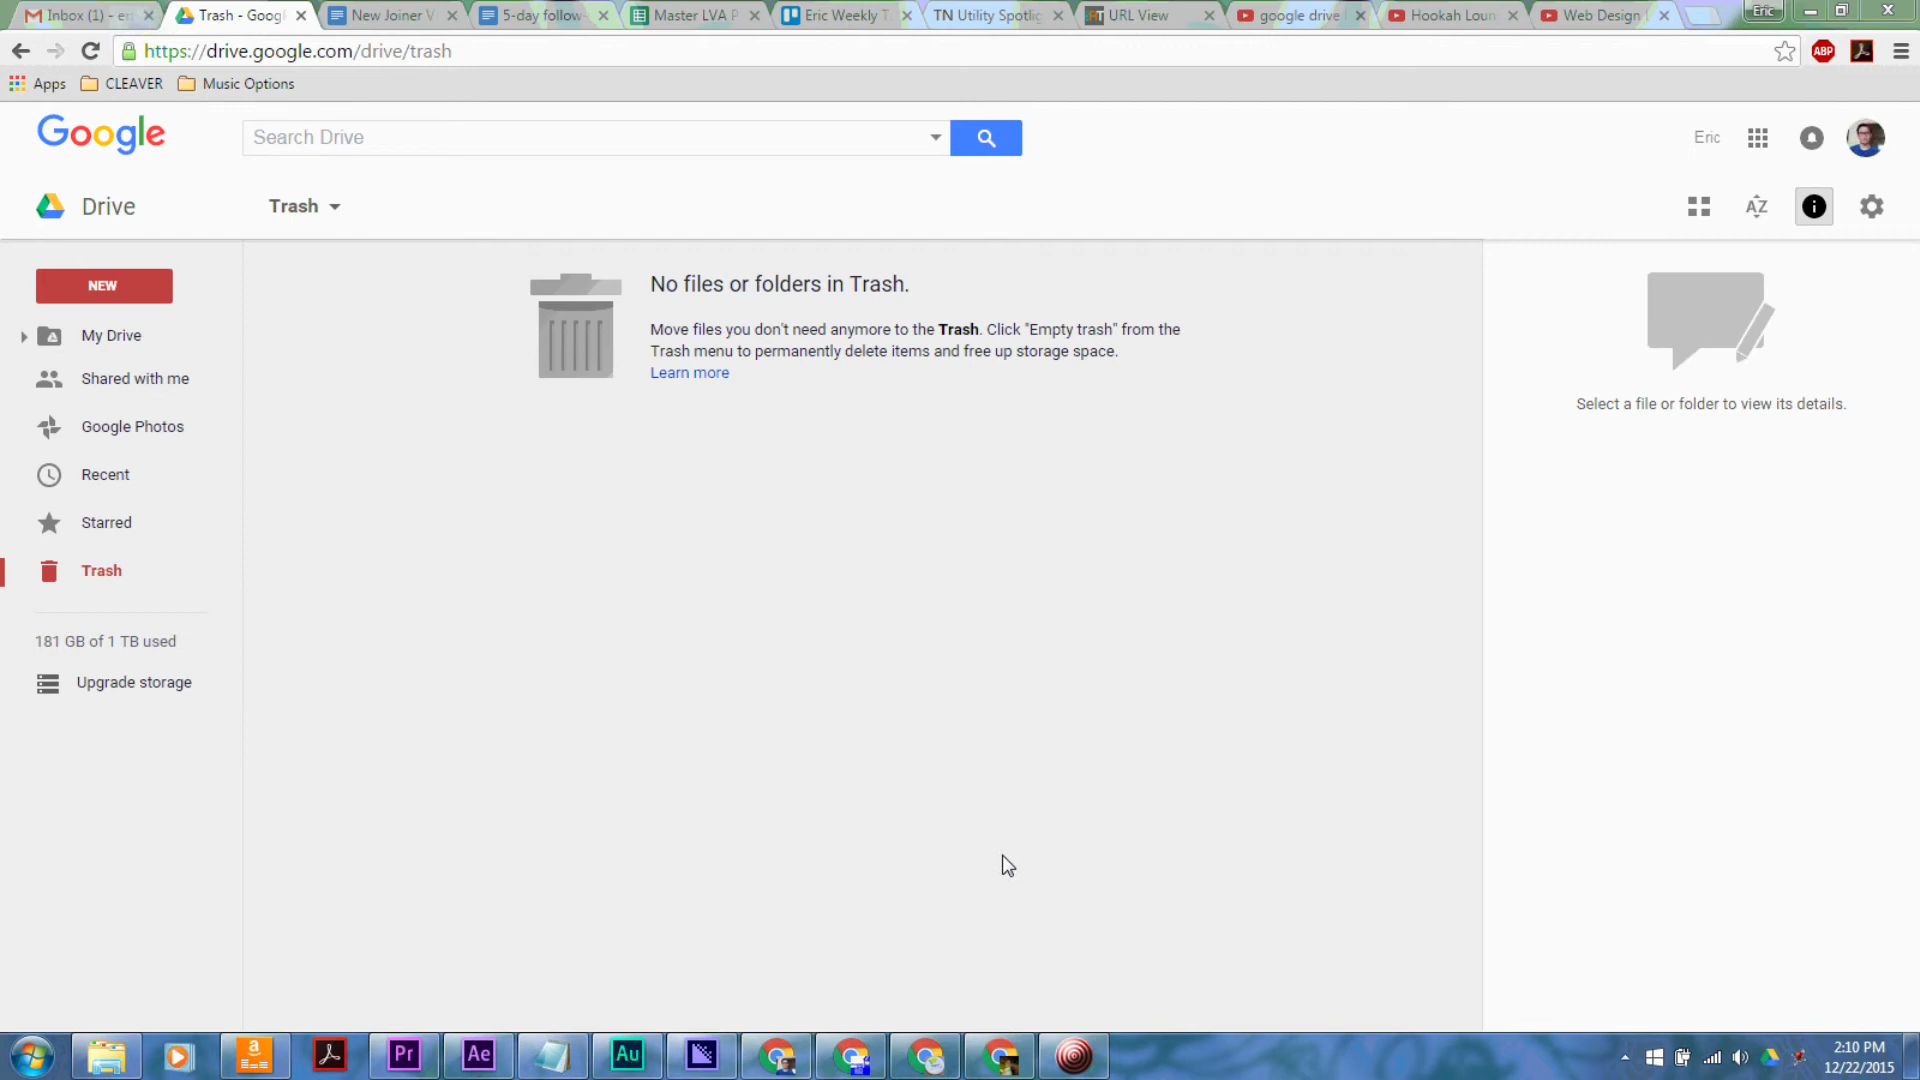 Inbox (1) - em
Trash - Goog
New Joiner V
5-day follow-
Master LVA P
Eric Weekly T
TN Utility Spotlig
URL View
google drive
Hookah Loun
Web Design
Eric
https://drive.google.com/drive/trash
ABP
Apps
CLEAVER
Music Options
Google
Search Drive
Eric
Drive
Trash
AZ
NEW
My Drive
Shared with me
Google Photos
Recent
Starred
Trash
181 GB of 1 TB used
Upgrade storage
No files or folders in Trash.
Move files you don't need anymore to the Trash. Click "Empty trash" from the
Trash menu to permanently delete items and free up storage space.
Learn more
Select a file or folder to view its details.
a
Pr
Ae
Au
2:10 PM
12/22/2015